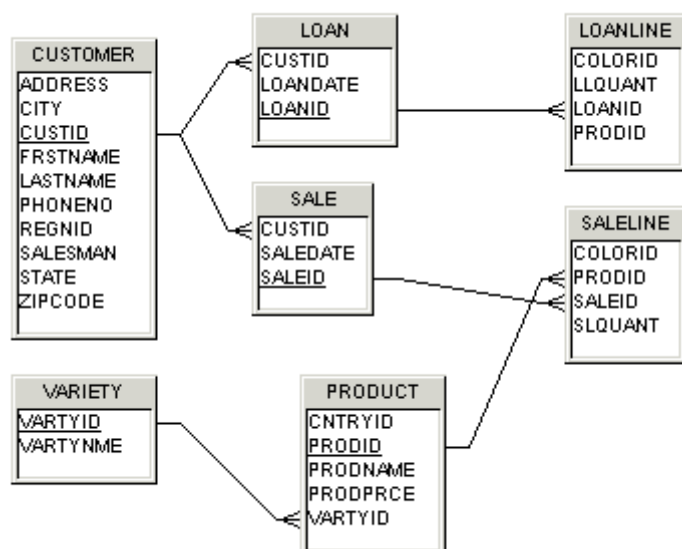 CUSTOMER
ADDRESS
CITY
CUSTID
FRSTNAME
LASTNAME
PHONENO
REGNID
SALESMAN
STATE
ZIPCODE
LOAN
CUSTID
LOANDATE
LOANID
LOANLINE
COLORID
LLQUANT
LOANID
PRODID
SALE
CUSTID
SALEDATE
SALEID
SALELINE
COLORID
PRODID
SALEID
SLQUANT
VARIETY
VARTYID
VARTYNME
PRODUCT
CNTRYID
PRODID
PRODNAME
PRODPRCE
VARTYID